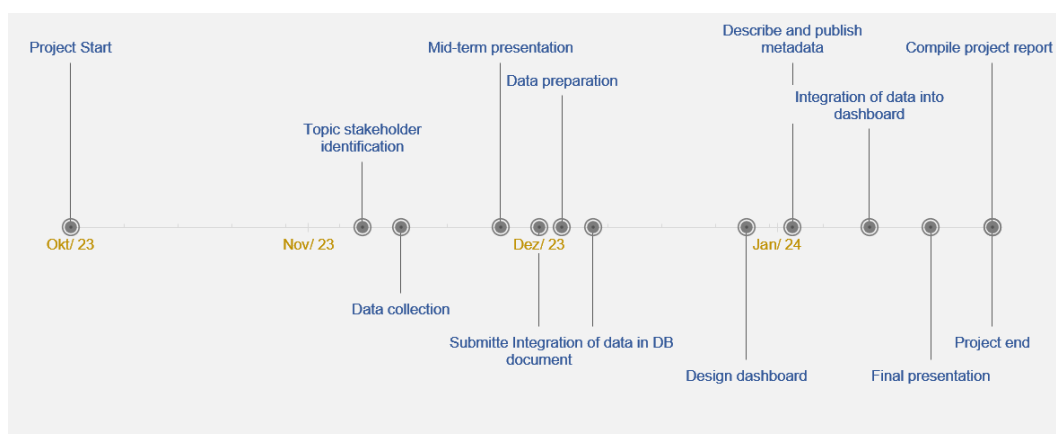 Project Start
Mid-term presentation
Describe and publish
metadata
Compile project report
Data preparation
Integration of data into
dashboard
Topic stakeholder
identification
Okt/ 23
Nov/ 23
Dez/ 23
Jan/ 24
Data collection
Submitte Integration of data in DB
document
Project end
Design dashboard
Final presentation